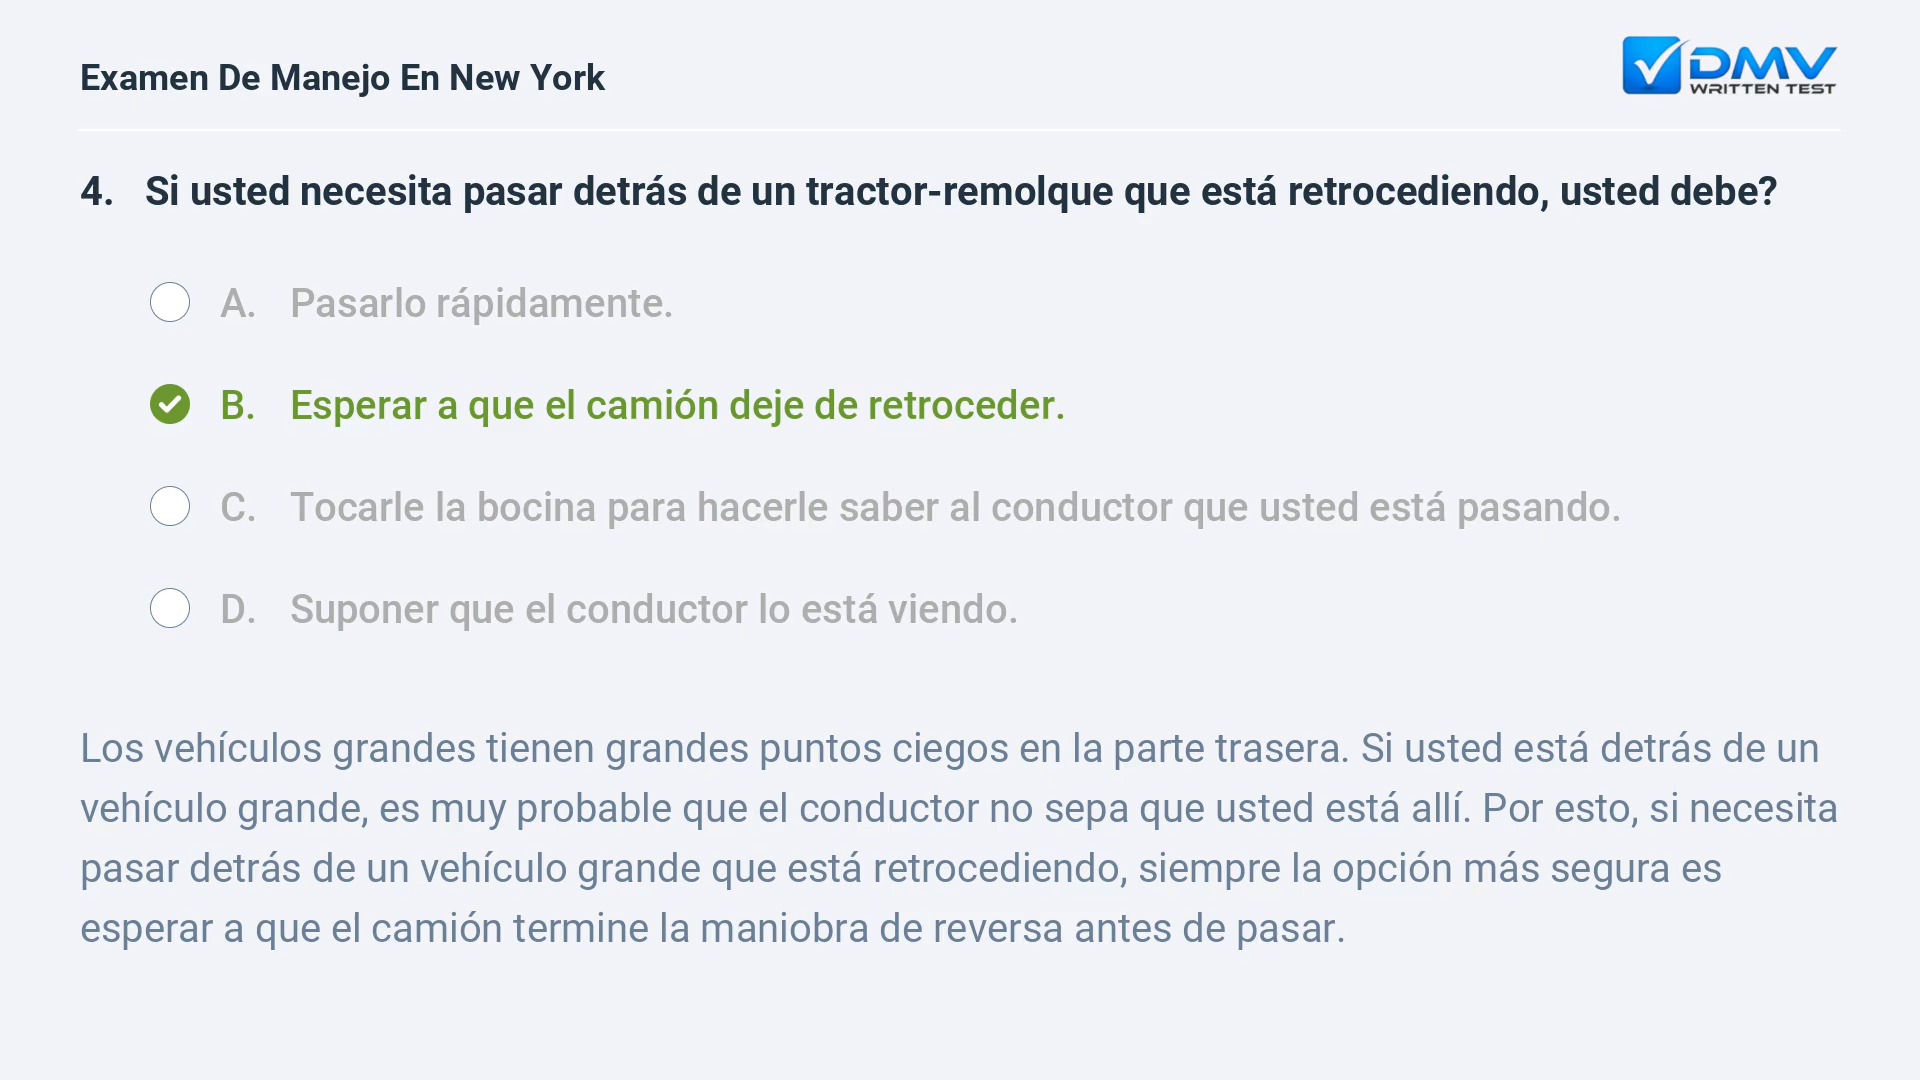 Examen De Manejo En New York
DMV
WRITTEN TEST
4. Si usted necesita pasar detrás de un tractor-remolque que está retrocediendo, usted debe?
A. Pasarlo rápidamente.
B. Esperar a que el camión deje de retroceder.
C. Tocarle la bocina para hacerle saber al conductor que usted está pasando.
D. Suponer que el conductor lo está viendo.
Los vehículos grandes tienen grandes puntos ciegos en la parte trasera. Si usted está detrás de un
vehículo grande, es muy probable que el conductor no sepa que usted está allí. Por esto, si necesita
pasar detrás de un vehículo grande que está retrocediendo, siempre la opción más segura es
esperar a que el camión termine la maniobra de reversa antes de pasar.